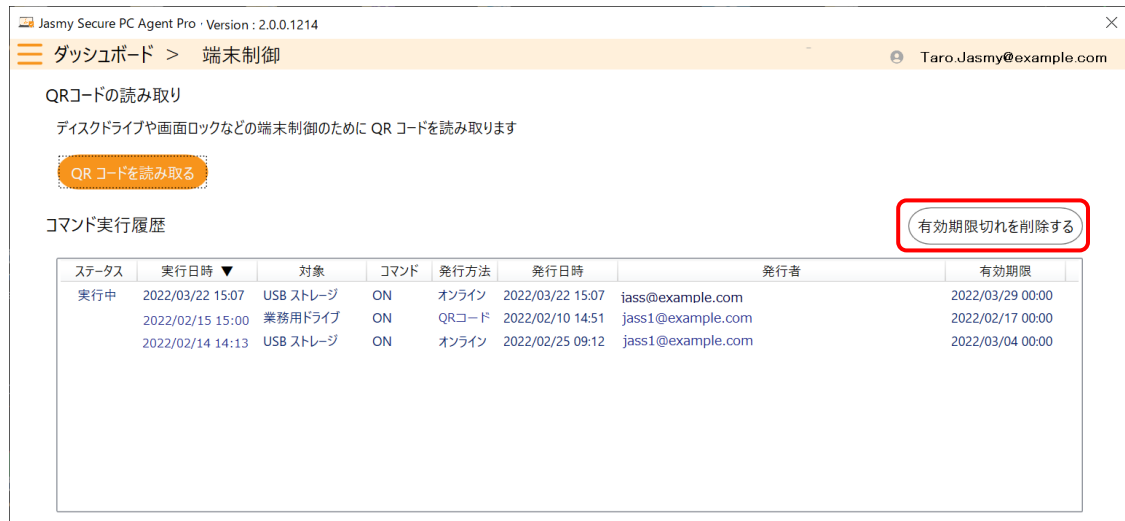 Jasmy Secure PC Agent Pro · Version : 2.0.0.1214
ダッシュボード > 端末制御 Taro.Jasmy@example.com
QRコードの読み取り
ディスクドライブや画面ロックなどの端末制御のために QR コードを読み取ります
QR コードを読み取る
コマンド実行履歴 有効期限切れを削除する
ステータス 実行日時 ▼ 対象 コマンド 発行方法 発行日時 発行者 有効期限
実行中 2022/03/22 15:07 USB ストレージ ON オンライン 2022/03/22 15:07 jass@example.com 2022/03/29 00:00
2022/02/15 15:00 業務用ドライブ ON QRコード 2022/02/10 14:51 jass1@example.com 2022/02/17 00:00
2022/02/14 14:13 USB ストレージ ON オンライン 2022/02/25 09:12 jass1@example.com 2022/03/04 00:00